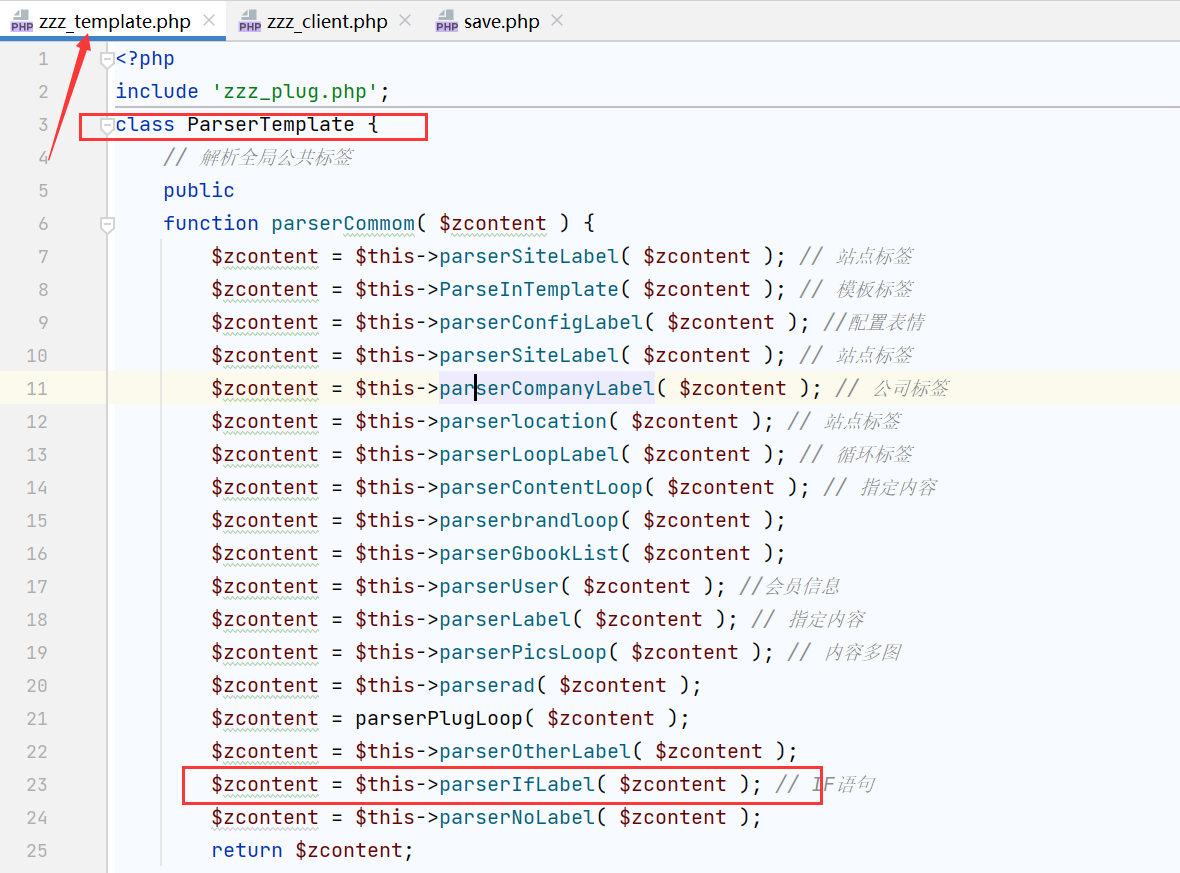 PHP zzz_template.php × PHP zzz_client.php × PHP save.php ×
1 <?php
2 include 'zzz_plug.php';
3 class ParserTemplate {
4 // 解析全局公共标签
5 public
6 function parserCommom( $zcontent ) {
7 $zcontent = $this->parserSiteLabel( $zcontent ); // 站点标签
8 $zcontent = $this->ParseInTemplate( $zcontent ); // 模板标签
9 $zcontent = $this->parserConfigLabel( $zcontent ); //配置表情
10 $zcontent = $this->parserSiteLabel( $zcontent ); // 站点标签
11 $zcontent = $this->parserCompanyLabel( $zcontent ); // 公司标签
12 $zcontent = $this->parserlocation( $zcontent ); // 站点标签
13 $zcontent = $this->parserLoopLabel( $zcontent ); // 循环标签
14 $zcontent = $this->parserContentLoop( $zcontent ); // 指定内容
15 $zcontent = $this->parserbrandloop( $zcontent );
16 $zcontent = $this->parserGbookList( $zcontent );
17 $zcontent = $this->parserUser( $zcontent ); //会员信息
18 $zcontent = $this->parserLabel( $zcontent ); // 指定内容
19 $zcontent = $this->parserPicsLoop( $zcontent ); // 内容多图
20 $zcontent = $this->parserad( $zcontent );
21 $zcontent = parserPlugLoop( $zcontent );
22 $zcontent = $this->parserOtherLabel( $zcontent );
23 $zcontent = $this->parserIfLabel( $zcontent ); // IF语句
24 $zcontent = $this->parserNoLabel( $zcontent );
25 return $zcontent;